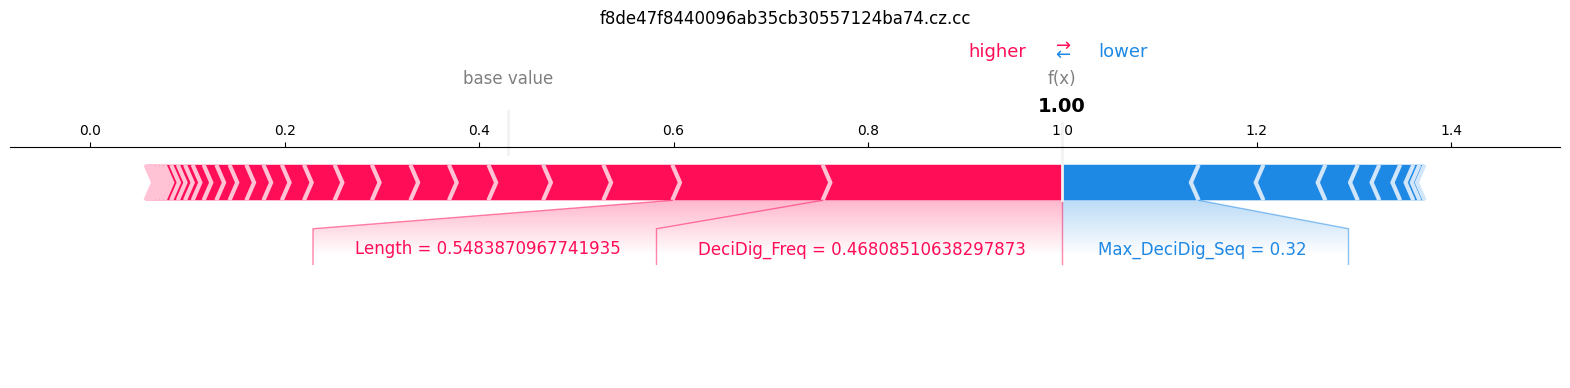 f8de47f8440096ab35cb30557124ba74.cz.cc
higher ⇄ lower
base value f(x)
1.00
0.0 0.2 0.4 0.6 0.8 1.0 1.2 1.4
Length = 0.5483870967741935 DeciDig_Freq = 0.46808510638297873 Max_DeciDig_Seq = 0.32